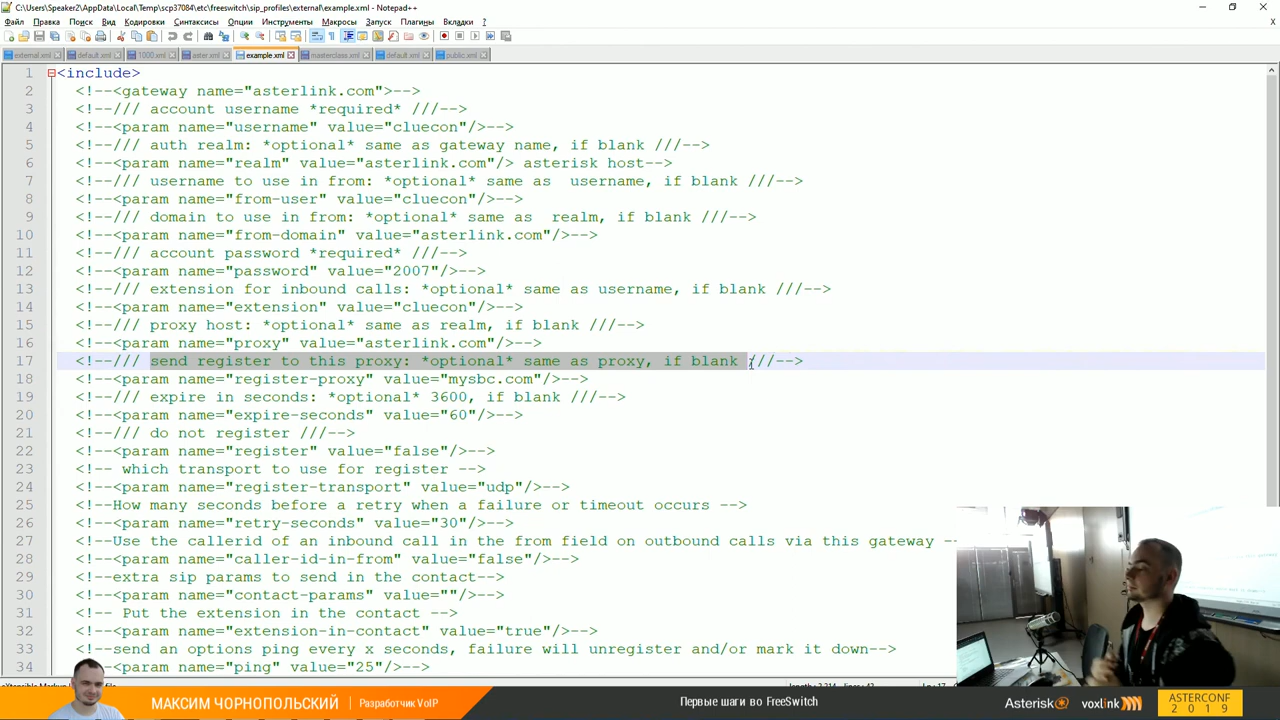 C:\Users\Speaker2\AppData\Local\Temp\scp37084\etc\freeswitch\sip_profiles\external\example.xml - Notepad++
Файл Правка Поиск Вид Кодировки Синтаксисы Опции Инструменты Макросы Запуск Плагины Вкладки ?
external.xml default.xml 1000.xml aster.xml example.xml masterclass.xml default.xml public.xml
1 <include>
2 <!--<gateway name="asterlink.com">-->
3 <!--/// account username *required* ///-->
4 <!--<param name="username" value="cluecon"/>-->
5 <!--/// auth realm: *optional* same as gateway name, if blank ///-->
6 <!--<param name="realm" value="asterlink.com"/> asterisk host-->
7 <!--/// username to use in from: *optional* same as  username, if blank ///-->
8 <!--<param name="from-user" value="cluecon"/>-->
9 <!--/// domain to use in from: *optional* same as  realm, if blank ///-->
10 <!--<param name="from-domain" value="asterlink.com"/>-->
11 <!--/// account password *required* ///-->
12 <!--<param name="password" value="2007"/>-->
13 <!--/// extension for inbound calls: *optional* same as username, if blank ///-->
14 <!--<param name="extension" value="cluecon"/>-->
15 <!--/// proxy host: *optional* same as realm, if blank ///-->
16 <!--<param name="proxy" value="asterlink.com"/>-->
17 <!--/// send register to this proxy: *optional* same as proxy, if blank ///-->
18 <!--<param name="register-proxy" value="mysbc.com"/>-->
19 <!--/// expire in seconds: *optional* 3600, if blank ///-->
20 <!--<param name="expire-seconds" value="60"/>-->
21 <!--/// do not register ///-->
22 <!--<param name="register" value="false"/>-->
23 <!-- which transport to use for register -->
24 <!--<param name="register-transport" value="udp"/>-->
25 <!--How many seconds before a retry when a failure or timeout occurs -->
26 <!--<param name="retry-seconds" value="30"/>-->
27 <!--Use the callerid of an inbound call in the from field on outbound calls via this gateway -
28 <!--<param name="caller-id-in-from" value="false"/>-->
29 <!--extra sip params to send in the contact-->
30 <!--<param name="contact-params" value=""/>-->
31 <!-- Put the extension in the contact -->
32 <!--<param name="extension-in-contact" value="true"/>-->
33 <!--send an options ping every x seconds, failure will unregister and/or mark it down-->
34 <param name="ping" value="25"/>-->
МАКСИМ ЧОРНОПОЛЬСКИЙ Разработчик VoIP
Первые шаги во FreeSwitch
Asterisk voxlink ASTERCONF 2019